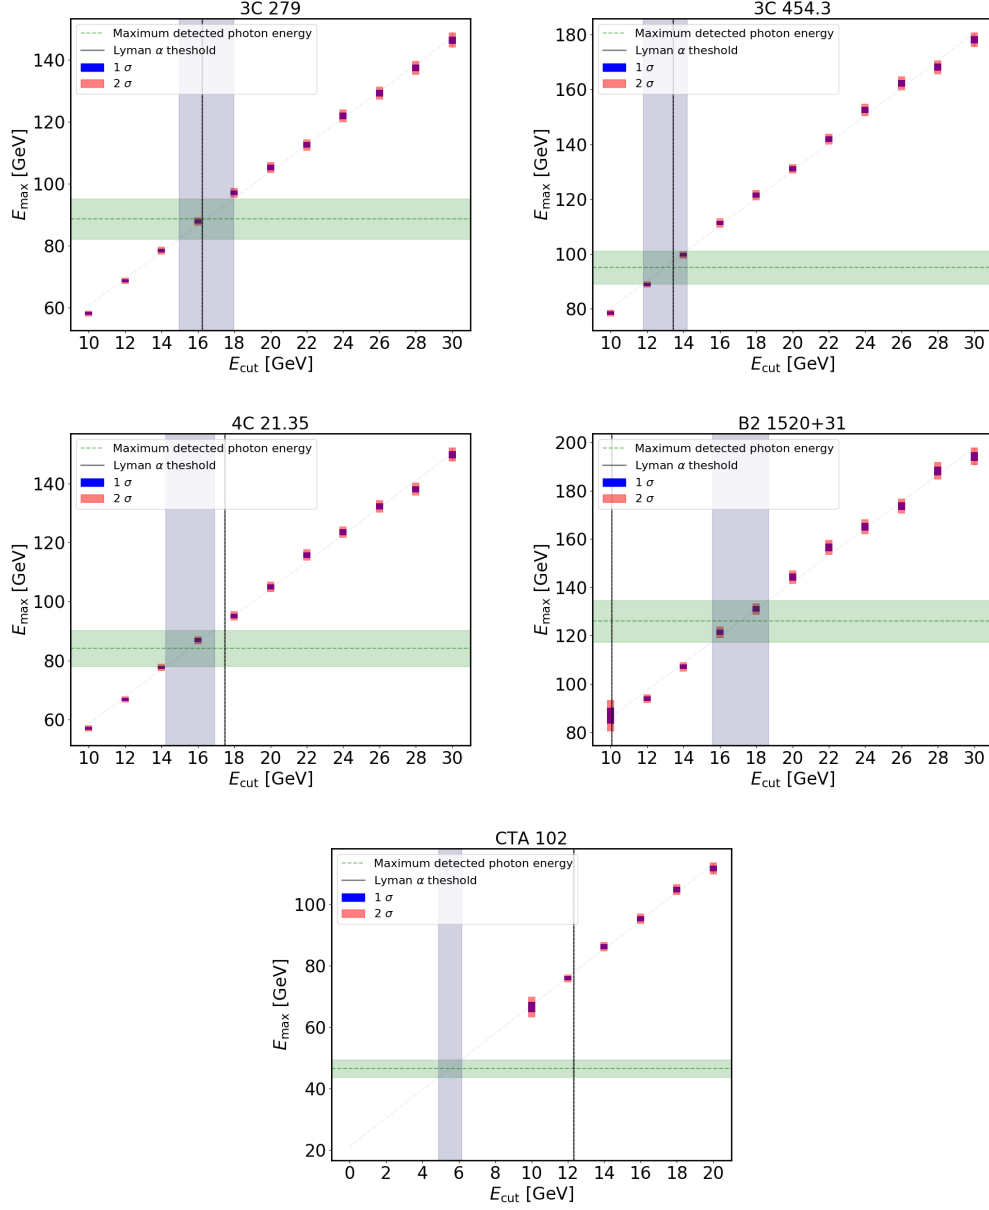 3C 279
Maximum detected photon energy
Lyman α theshold
1 σ
2 σ
140
120
100
80
60
E_max [GeV]
10 12 14 16 18 20 22 24 26 28 30
E_cut [GeV]
3C 454.3
Maximum detected photon energy
Lyman α theshold
1 σ
2 σ
180
160
140
120
100
80
E_max [GeV]
10 12 14 16 18 20 22 24 26 28 30
E_cut [GeV]
4C 21.35
Maximum detected photon energy
Lyman α theshold
1 σ
2 σ
140
120
100
80
60
E_max [GeV]
10 12 14 16 18 20 22 24 26 28 30
E_cut [GeV]
B2 1520+31
Maximum detected photon energy
Lyman α theshold
1 σ
2 σ
200
180
160
140
120
100
80
E_max [GeV]
10 12 14 16 18 20 22 24 26 28 30
E_cut [GeV]
CTA 102
Maximum detected photon energy
Lyman α theshold
1 σ
2 σ
100
80
60
40
20
E_max [GeV]
0 2 4 6 8 10 12 14 16 18 20
E_cut [GeV]